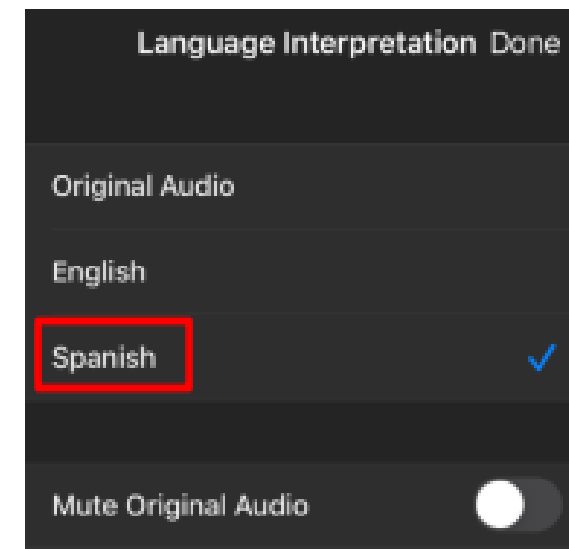 Language Interpretation Done
Original Audio
English
Spanish
Mute Original Audio